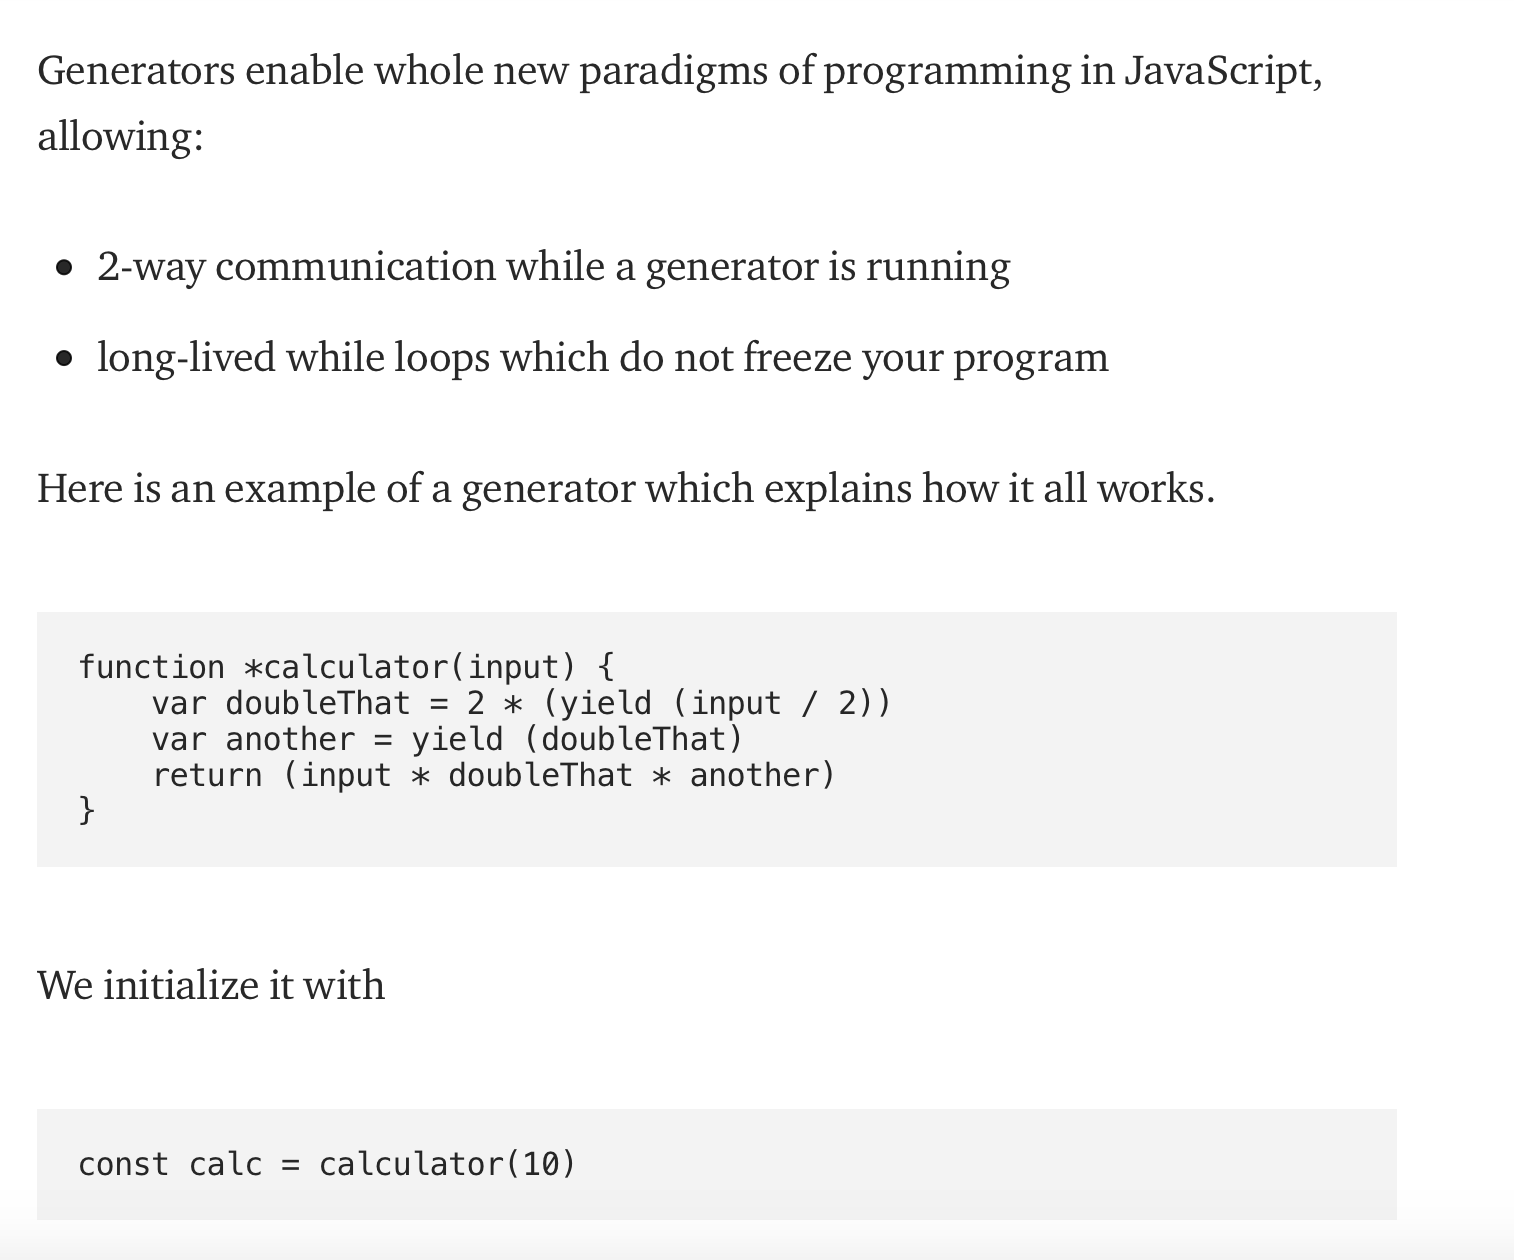 Generators enable whole new paradigms of programming in JavaScript,
allowing:
• 2-way communication while a generator is running
• long-lived while loops which do not freeze your program
Here is an example of a generator which explains how it all works.
function *calculator(input) {
    var doubleThat = 2 * (yield (input / 2))
    var another = yield (doubleThat)
    return (input * doubleThat * another)
}
We initialize it with
const calc = calculator(10)